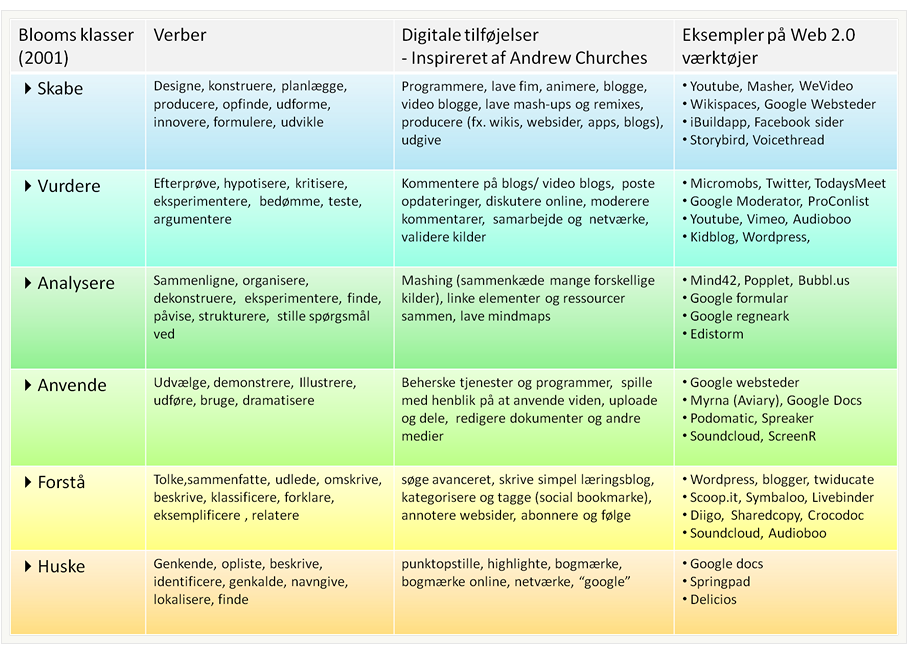 Blooms klasser
(2001)
Verber
Digitale tilføjelser
- Inspireret af Andrew Churches
Eksempler på Web 2.0
værktøjer
Skabe
Designe, konstruere, planlægge,
producere, opfinde, udforme,
innovere, formulere, udvikle
Programmere, lave fim, animere, blogge,
video blogge, lave mash-ups og remixes,
producere (fx. wikis, websider, apps, blogs),
udgive
• Youtube, Masher, WeVideo
• Wikispaces, Google Websteder
• iBuildapp, Facebook sider
• Storybird, Voicethread
Vurdere
Efterprøve, hypotisere, kritisere,
eksperimentere, bedømme, teste,
argumentere
Kommentere på blogs/ video blogs, poste
opdateringer, diskutere online, moderere
kommentarer, samarbejde og netværke,
validere kilder
• Micromobs, Twitter, TodaysMeet
• Google Moderator, ProConlist
• Youtube, Vimeo, Audioboo
• Kidblog, Wordpress,
Analysere
Sammenligne, organisere,
dekonstruere, eksperimentere, finde,
påvise, strukturere, stille spørgsmål
ved
Mashing (sammenkæde mange forskellige
kilder), linke elementer og ressourcer
sammen, lave mindmaps
• Mind42, Popplet, Bubbl.us
• Google formular
• Google regneark
• Edistorm
Anvende
Udvælge, demonstrere, Illustrere,
udføre, bruge, dramatisere
Beherske tjenester og programmer, spille
med henblik på at anvende viden, uploade
og dele, redigere dokumenter og andre
medier
• Google websteder
• Myrna (Aviary), Google Docs
• Podomatic, Spreaker
• Soundcloud, ScreenR
Forstå
Tolke,sammenfatte, udlede, omskrive,
beskrive, klassificere, forklare,
eksemplificere , relatere
søge avanceret, skrive simpel læringsblog,
kategorisere og tagge (social bookmarke),
annotere websider, abonnere og følge
• Wordpress, blogger, twiducate
• Scoop.it, Symbaloo, Livebinder
• Diigo, Sharedcopy, Crocodoc
• Soundcloud, Audioboo
Huske
Genkende, opliste, beskrive,
identificere, genkalde, navngive,
lokalisere, finde
punktopstille, highlighte, bogmærke,
bogmærke online, netværke, “google”
• Google docs
• Springpad
• Delicios